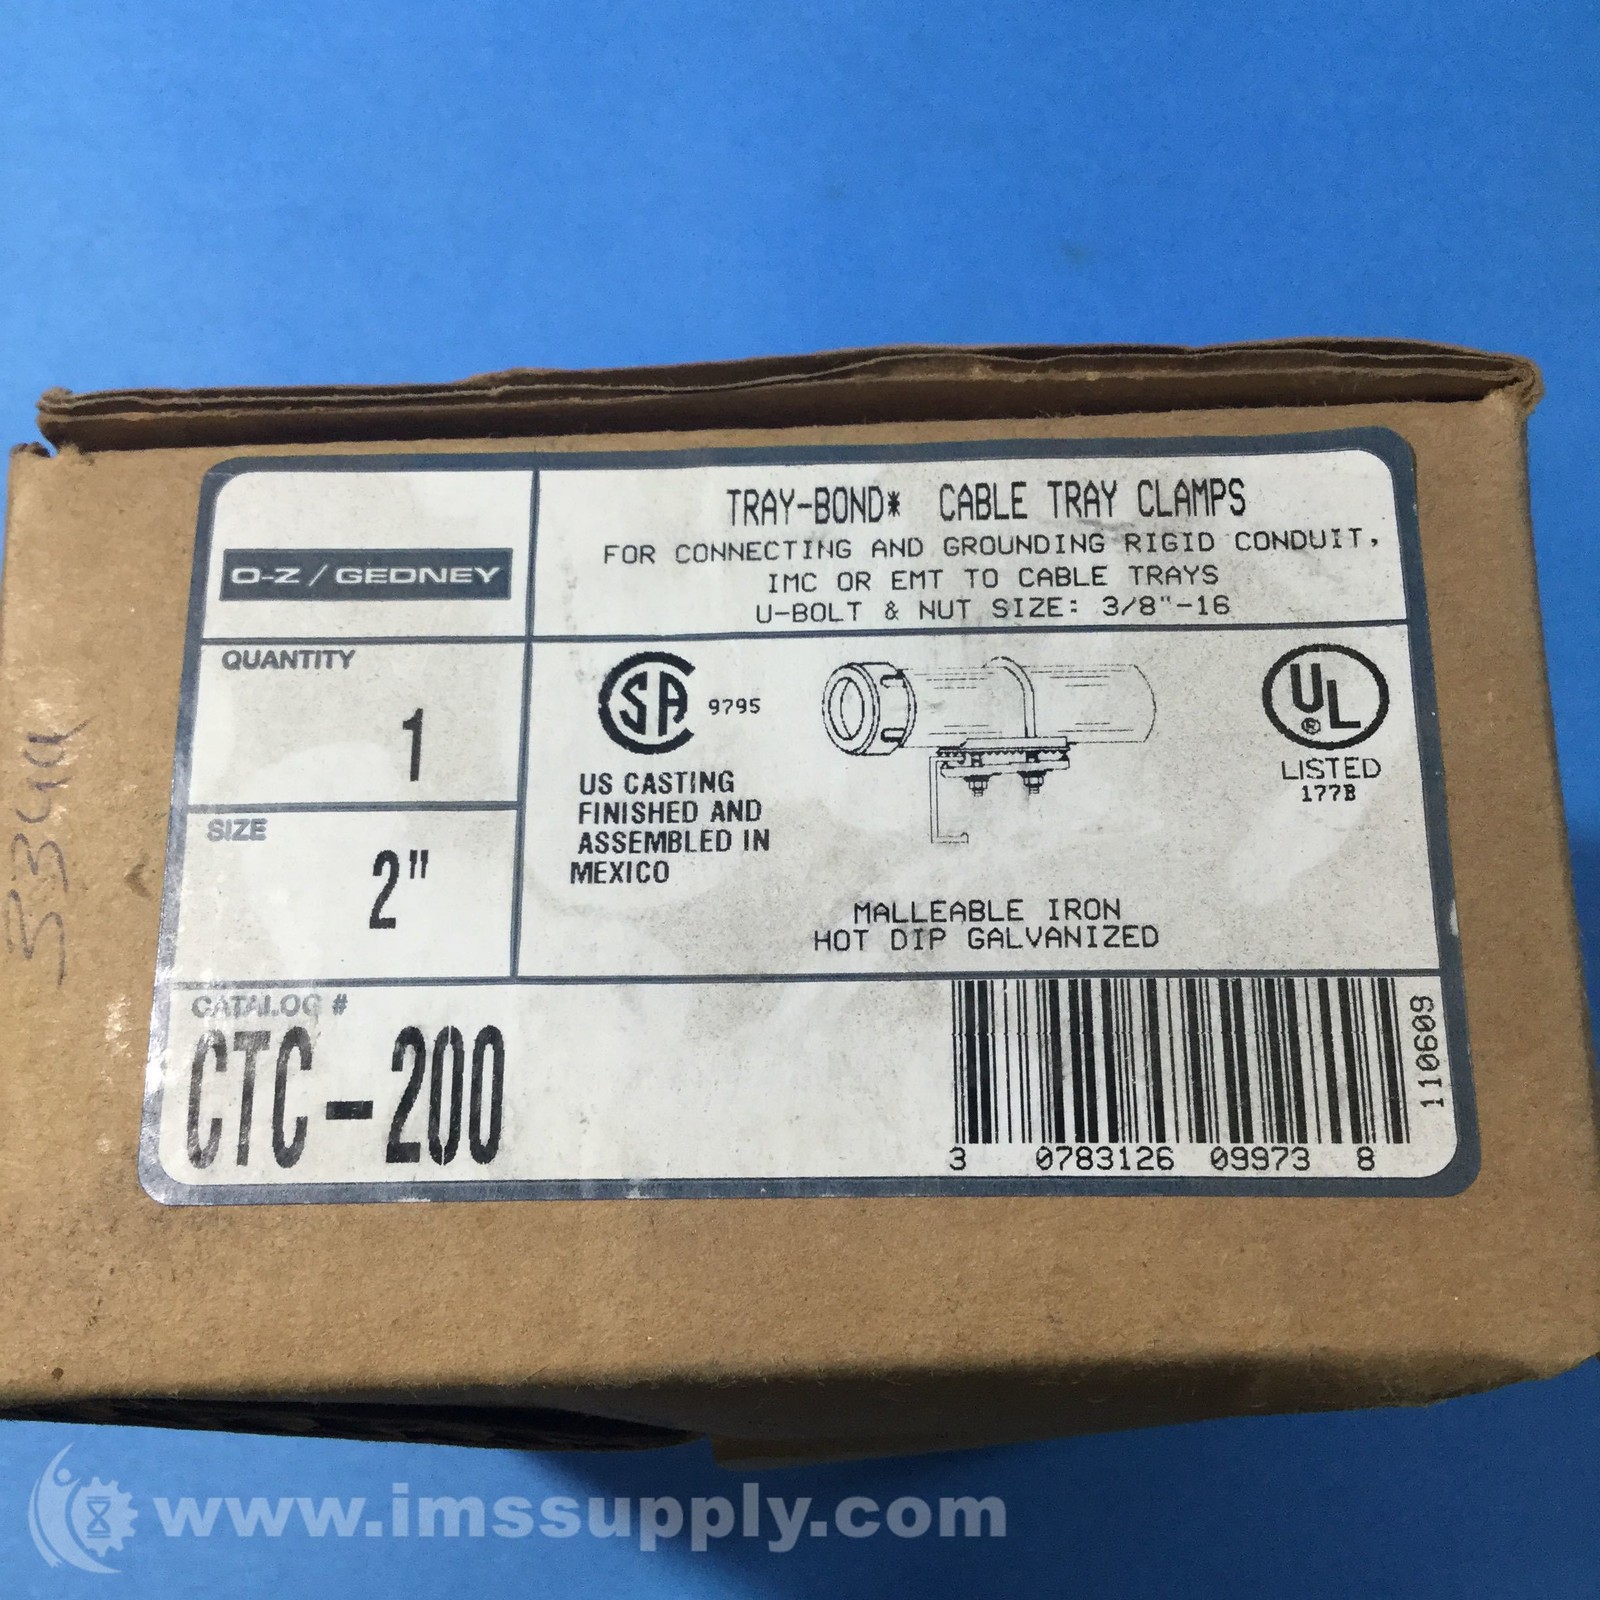 O-Z/GEDNEY
TRAY-BOND* CABLE TRAY CLAMPS
FOR CONNECTING AND GROUNDING RIGID CONDUIT,
IMC OR EMT TO CABLE TRAYS
U-BOLT & NUT SIZE: 3/8"-16
QUANTITY
1
SIZE
2"
SA
9795
US CASTING
FINISHED AND
ASSEMBLED IN
MEXICO
UL
®
LISTED
177B
MALLEABLE IRON
HOT DIP GALVANIZED
CATALOG #
CTC-200
3 0783126 09973 8
110609
www.imssupply.com